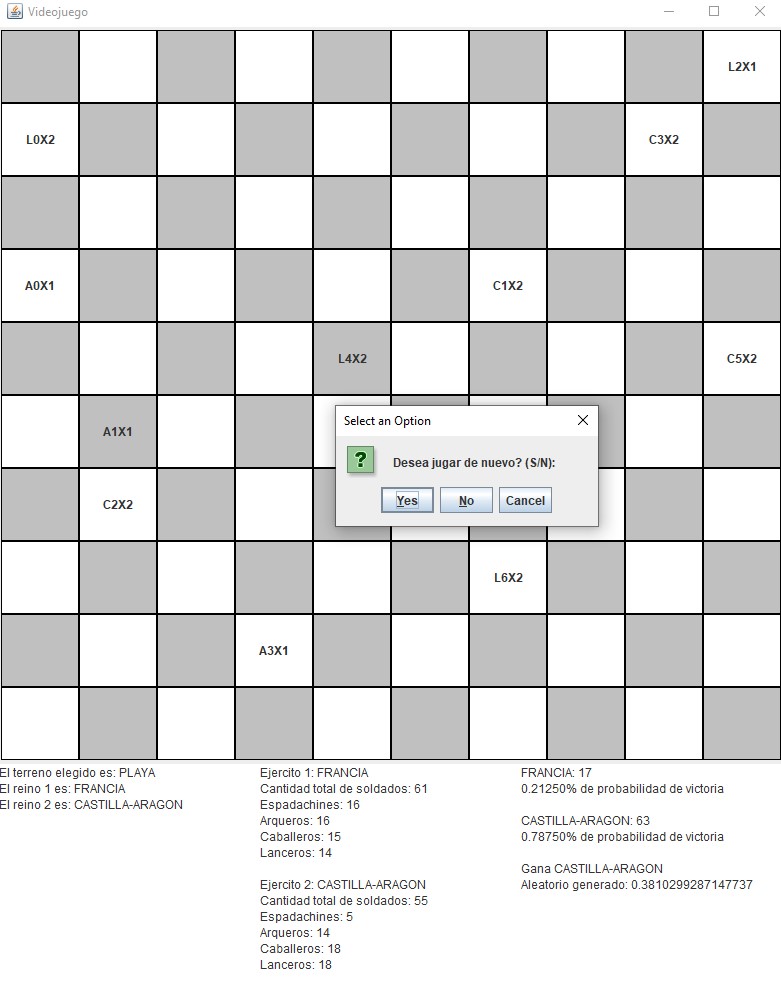 Videojuego
L2X1
L0X2
C3X2
A0X1
C1X2
L4X2
C5X2
A1X1
Select an Option
?
Desea jugar de nuevo? (S/N):
Yes
No
Cancel
C2X2
L6X2
A3X1
El terreno elegido es: PLAYA
El reino 1 es: FRANCIA
El reino 2 es: CASTILLA-ARAGON
Ejercito 1: FRANCIA
Cantidad total de soldados: 61
Espadachines: 16
Arqueros: 16
Caballeros: 15
Lanceros: 14
Ejercito 2: CASTILLA-ARAGON
Cantidad total de soldados: 55
Espadachines: 5
Arqueros: 14
Caballeros: 18
Lanceros: 18
FRANCIA: 17
0.21250% de probabilidad de victoria
CASTILLA-ARAGON: 63
0.78750% de probabilidad de victoria
Gana CASTILLA-ARAGON
Aleatorio generado: 0.3810299287147737